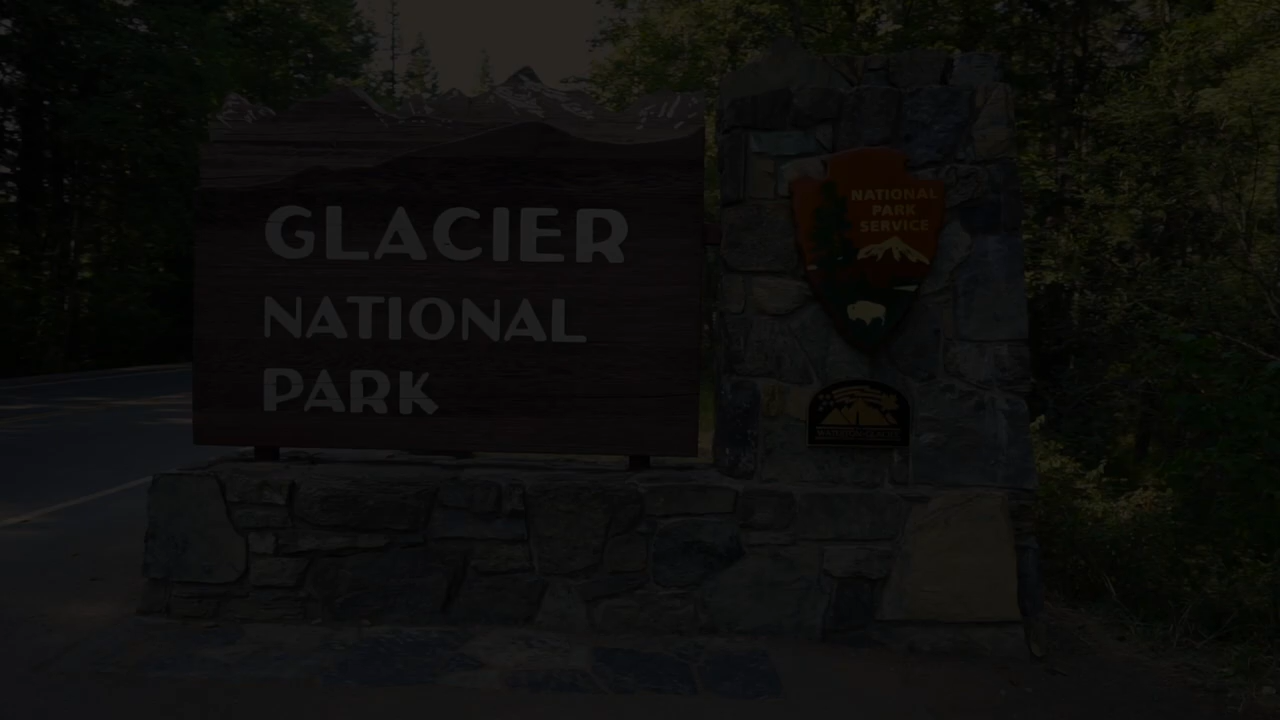 GLACIER
NATIONAL
PARK
NATIONAL
PARK
SERVICE